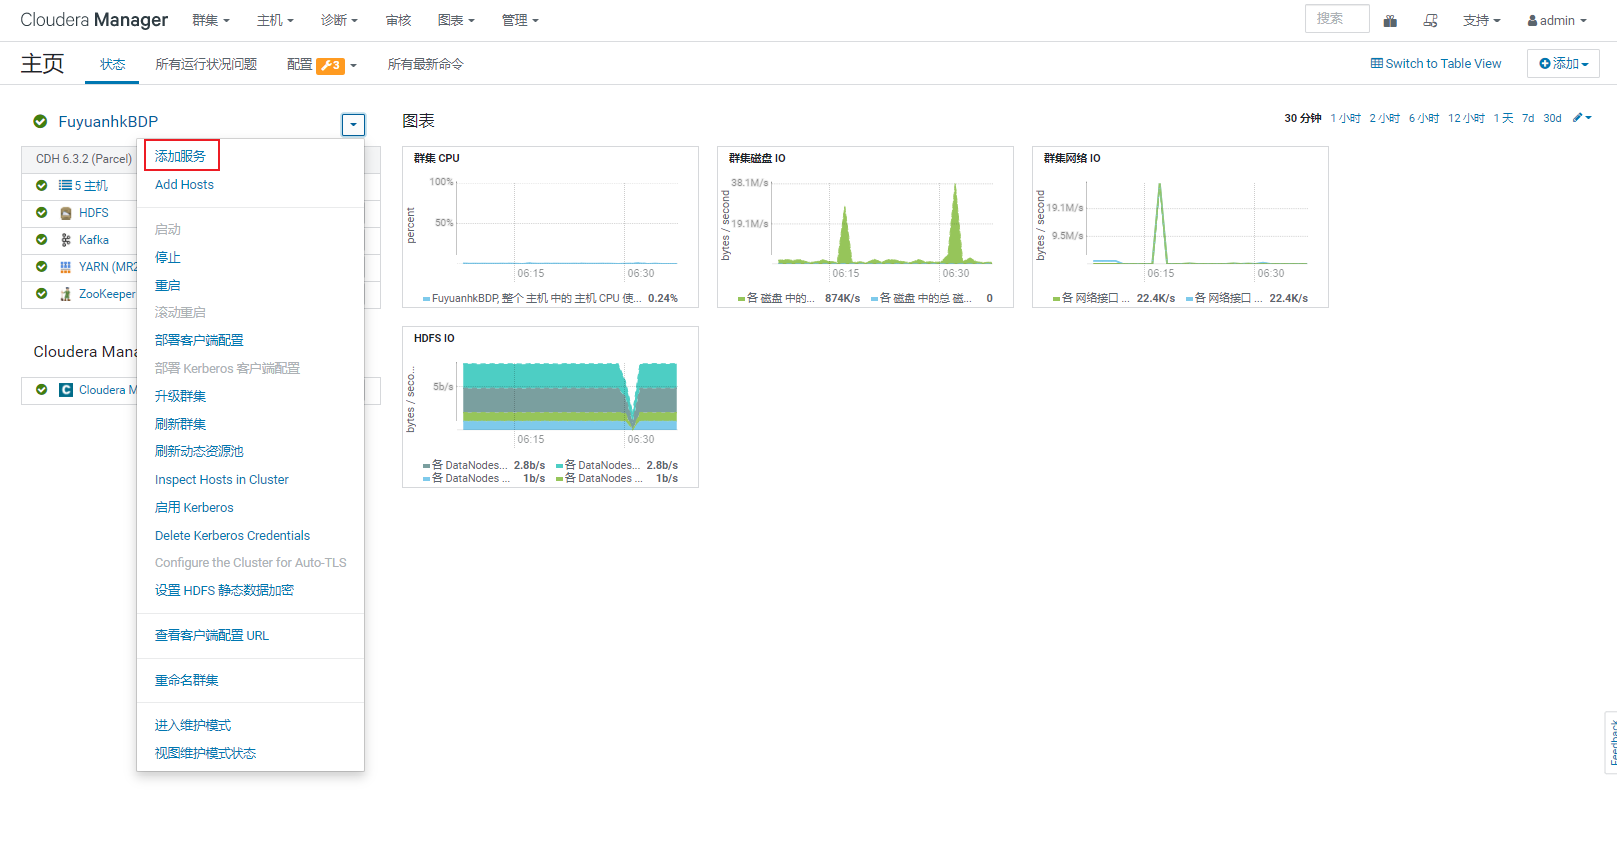 Cloudera Manager 群集 主机 诊断 审核 图表 管理 搜索 支持 admin
主页 状态 所有运行状况问题 配置 3 所有最新命令 Switch to Table View 添加
FuyuanhkBDP
CDH 6.3.2 (Parcel)
5 主机
HDFS
Kafka
YARN (MR2
ZooKeeper
Cloudera Mana
C Cloudera M
添加服务
Add Hosts
启动
停止
重启
滚动重启
部署客户端配置
部署 Kerberos 客户端配置
升级群集
刷新群集
刷新动态资源池
Inspect Hosts in Cluster
启用 Kerberos
Delete Kerberos Credentials
Configure the Cluster for Auto-TLS
设置 HDFS 静态数据加密
查看客户端配置 URL
重命名群集
进入维护模式
视图维护模式状态
图表 30 分钟 1 小时 2 小时 6 小时 12 小时 1 天 7d 30d
群集 CPU
percent
100%
50%
06:15 06:30
FuyuanhkBDP, 整个 主机 中的 主机 CPU 使... 0.24%
群集磁盘 IO
bytes / second
38.1M/s
19.1M/s
06:15 06:30
各 磁盘 中的... 874K/s 各 磁盘 中的总 磁... 0
群集网络 IO
bytes / second
19.1M/s
9.5M/s
06:15 06:30
各 网络接口 ... 22.4K/s 各 网络接口 ... 22.4K/s
HDFS IO
bytes / seco...
5b/s
06:15 06:30
各 DataNodes... 2.8b/s 各 DataNodes... 2.8b/s
各 DataNodes ... 1b/s 各 DataNodes ... 1b/s
Feedback